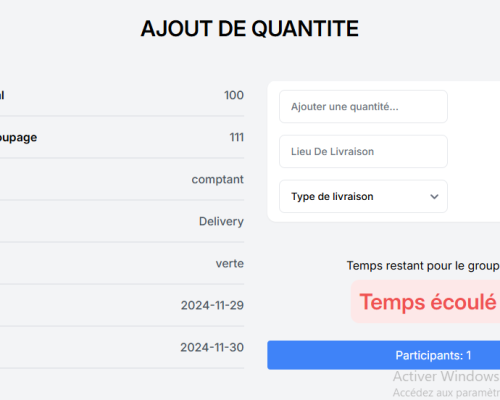 AJOUT DE QUANTITE
al 100
oupage 111
comptant
Delivery
verte
2024-11-29
2024-11-30
Ajouter une quantité...
Lieu De Livraison
Type de livraison
Temps restant pour le group
Temps écoulé
Participants: 1
Activer Windows
Accédez aux paramètr